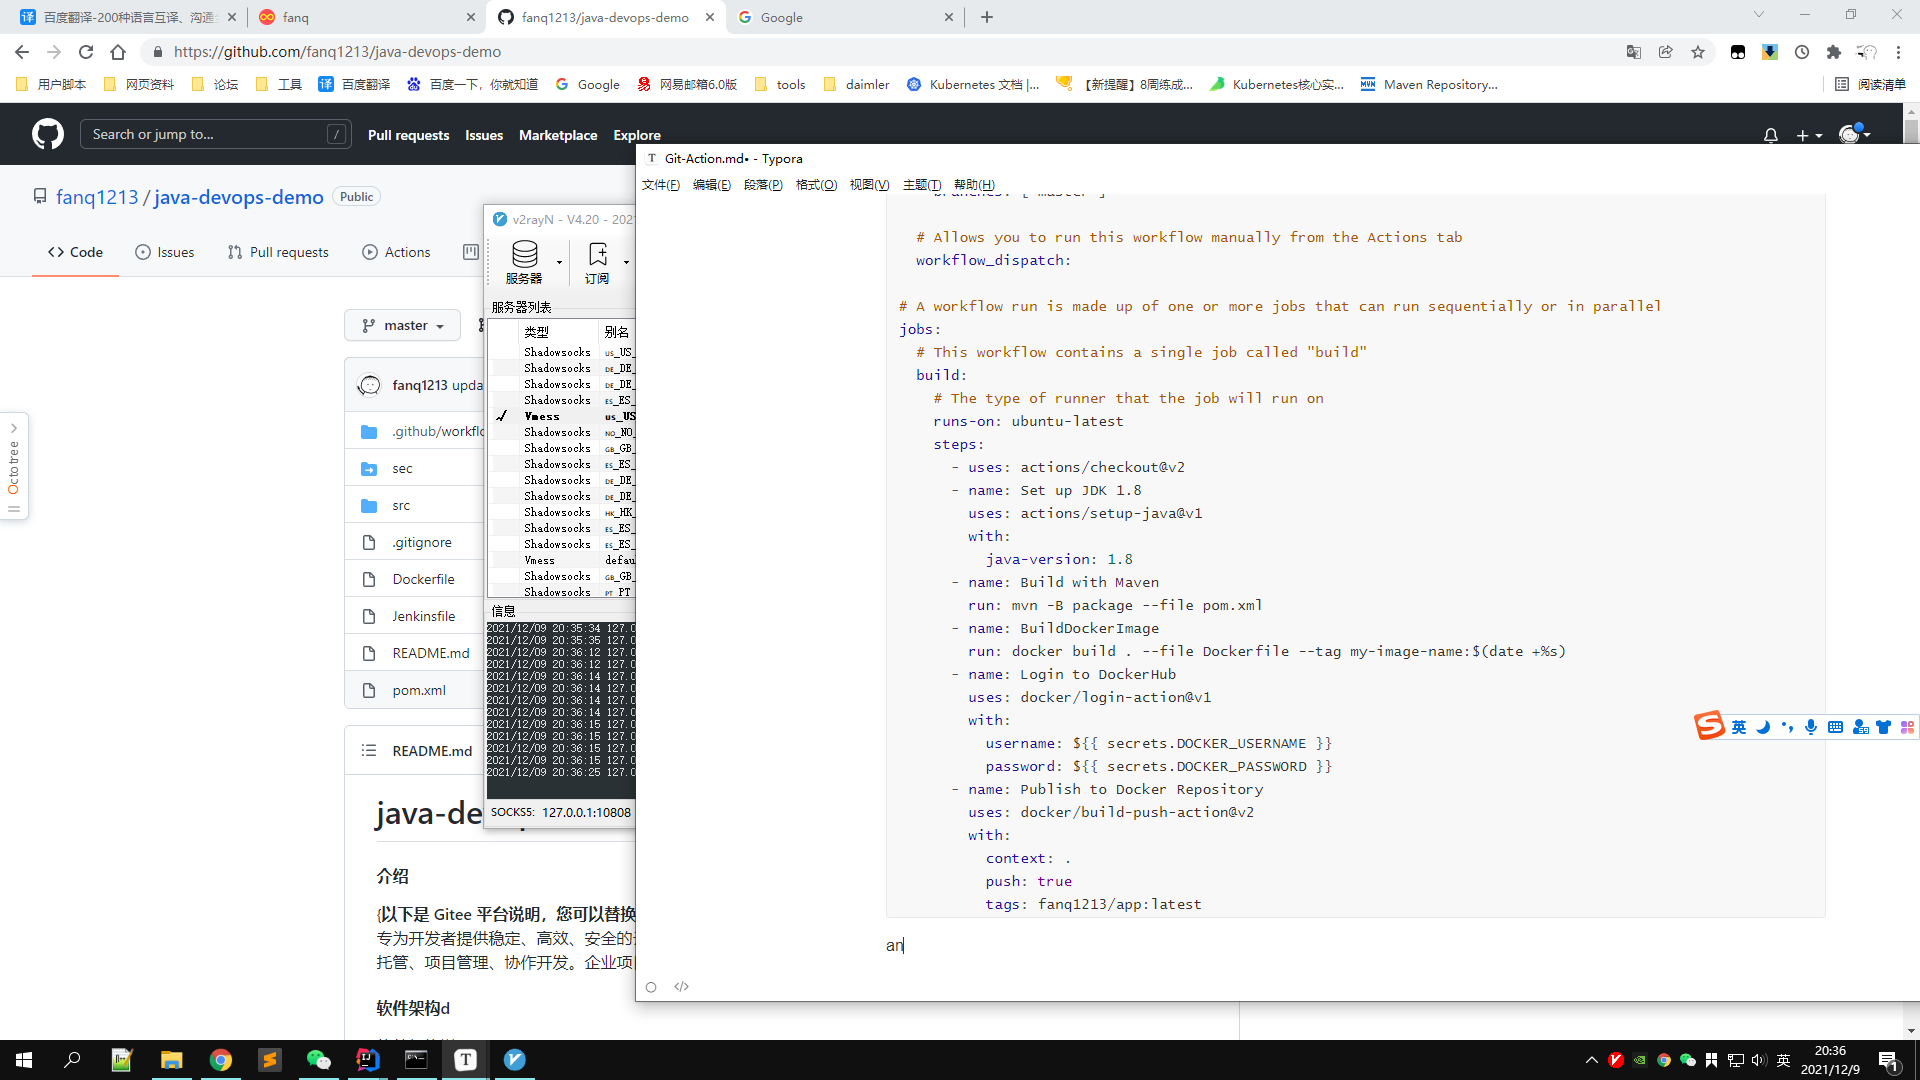 百度翻译-200种语言互译、沟通
fanq
fanq1213/java-devops-demo
Google
https://github.com/fanq1213/java-devops-demo
用户脚本
网页资料
论坛
工具
百度翻译
百度一下，你就知道
Google
网易邮箱6.0版
tools
daimler
Kubernetes 文档 |...
【新提醒】8周练成...
Kubernetes核心实...
Maven Repository...
阅读清单
Search or jump to...
/
Pull requests
Issues
Marketplace
Explore
fanq1213 / java-devops-demo
Public
Code
Issues
Pull requests
Actions
master
fanq1213 upda
.github/workflo
sec
src
.gitignore
Dockerfile
Jenkinsfile
README.md
pom.xml
README.md
java-de
介绍
{以下是 Gitee 平台说明，您可以替换
专为开发者提供稳定、高效、安全的
托管、项目管理、协作开发。企业项
软件架构d
Octotree
v2rayN - V4.20 - 2021
服务器
订阅
服务器列表
类型 别名
Shadowsocks us_US_
Shadowsocks DE_DE_
Shadowsocks DE_DE_
Shadowsocks ES_ES_
✓ Vmess us_US
Shadowsocks NO_NO_
Shadowsocks GB_GB_
Shadowsocks ES_ES_
Shadowsocks DE_DE_
Shadowsocks DE_DE_
Shadowsocks HK_HK_
Shadowsocks ES_ES_
Shadowsocks ES_ES_
Vmess defau
Shadowsocks GB_GB_
Shadowsocks PT_PT_
信息
2021/12/09 20:35:34 127.0
2021/12/09 20:35:35 127.0
2021/12/09 20:36:12 127.0
2021/12/09 20:36:12 127.0
2021/12/09 20:36:14 127.0
2021/12/09 20:36:14 127.0
2021/12/09 20:36:14 127.0
2021/12/09 20:36:14 127.0
2021/12/09 20:36:15 127.0
2021/12/09 20:36:15 127.0
2021/12/09 20:36:15 127.0
2021/12/09 20:36:15 127.0
2021/12/09 20:36:25 127.0
SOCKS5: 127.0.0.1:10808
Git-Action.md• - Typora
文件(F) 编辑(E) 段落(P) 格式(O) 视图(V) 主题(T) 帮助(H)
branches: [ master ]
# Allows you to run this workflow manually from the Actions tab
workflow_dispatch:
# A workflow run is made up of one or more jobs that can run sequentially or in parallel
jobs:
# This workflow contains a single job called "build"
build:
# The type of runner that the job will run on
runs-on: ubuntu-latest
steps:
- uses: actions/checkout@v2
- name: Set up JDK 1.8
uses: actions/setup-java@v1
with:
java-version: 1.8
- name: Build with Maven
run: mvn -B package --file pom.xml
- name: BuildDockerImage
run: docker build . --file Dockerfile --tag my-image-name:$(date +%s)
- name: Login to DockerHub
uses: docker/login-action@v1
with:
username: ${{ secrets.DOCKER_USERNAME }}
password: ${{ secrets.DOCKER_PASSWORD }}
- name: Publish to Docker Repository
uses: docker/build-push-action@v2
with:
context: .
push: true
tags: fanq1213/app:latest
an
</>
英
英
20:36
2021/12/9
1